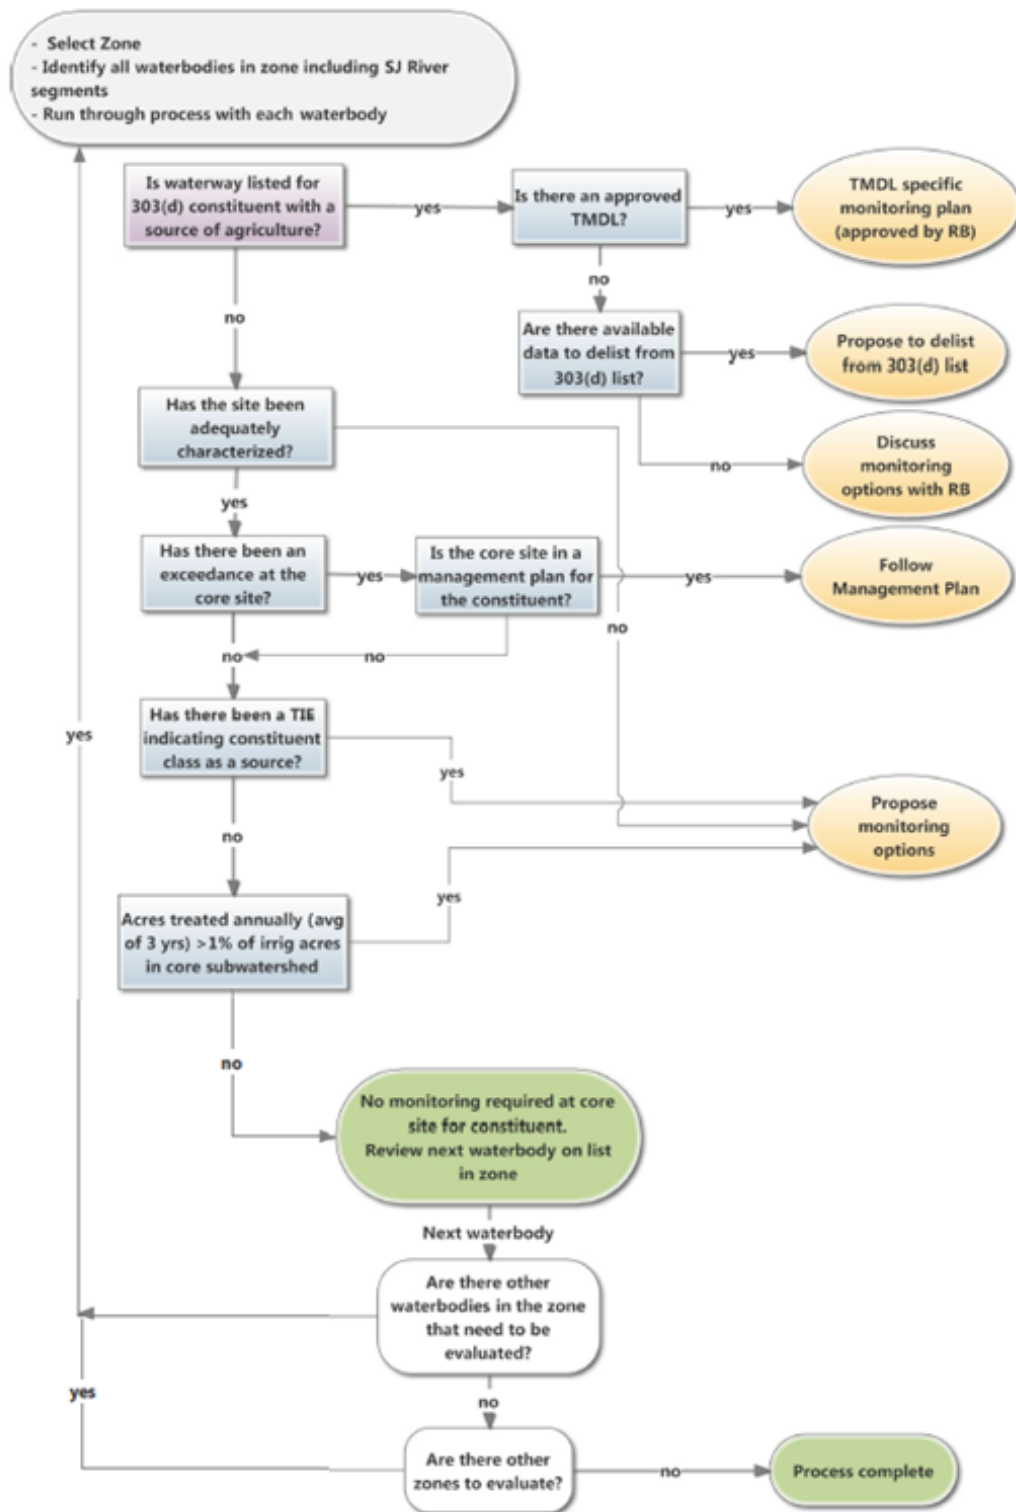 - Select Zone
- Identify all waterbodies in zone including SJ River
segments
- Run through process with each waterbody
Is waterway listed for
303(d) constituent with a
source of agriculture?
yes
Is there an approved
TMDL?
yes
TMDL specific
monitoring plan
(approved by RB)
no
no
Are there available
data to delist from
303(d) list?
yes
Propose to delist
from 303(d) list
Has the site been
adequately
characterized?
no
Discuss
monitoring
options with RB
yes
Has there been an
exceedance at the
core site?
yes
Is the core site in a
management plan for
the constituent?
yes
Follow
Management Plan
no
no
no
Has there been a TIE
indicating constituent
class as a source?
yes
yes
Propose
monitoring
options
no
Acres treated annually (avg
of 3 yrs) >1% of irrig acres
in core subwatershed
yes
no
No monitoring required at core
site for constituent.
Review next waterbody on list
in zone
Next waterbody
Are there other
waterbodies in the zone
that need to be
evaluated?
yes
no
Are there other
zones to evaluate?
no
Process complete